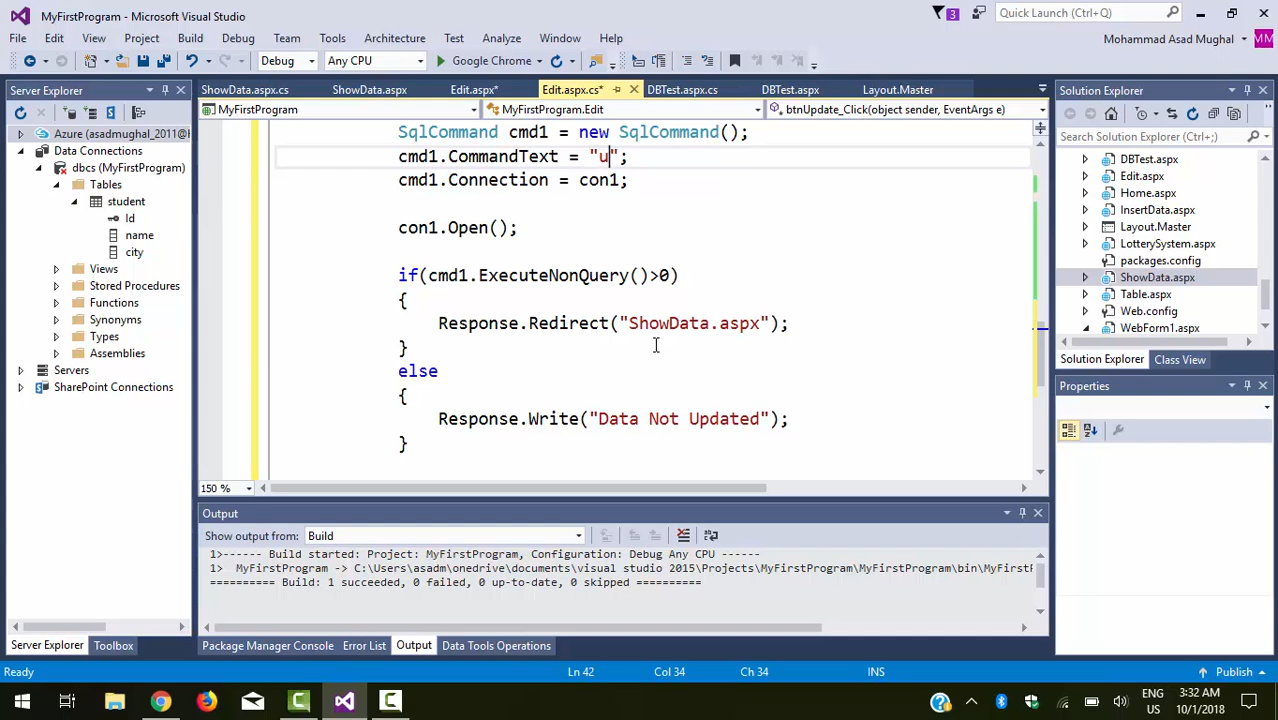 MyFirstProgram - Microsoft Visual Studio
3
Quick Launch (Ctrl+Q)
File Edit View Project Build Debug Team Tools Architecture Test Analyze Window Help
Mohammad Asad Mughal
MM
Debug Any CPU Google Chrome
Server Explorer
Azure (asadmughal_2011@h
Data Connections
dbcs (MyFirstProgram)
Tables
student
Id
name
city
Views
Stored Procedures
Functions
Synonyms
Types
Assemblies
Servers
SharePoint Connections
Server Explorer Toolbox
ShowData.aspx.cs ShowData.aspx Edit.aspx* Edit.aspx.cs* DBTest.aspx.cs Layout.Master
MyFirstProgram MyFirstProgram.Edit btnUpdate_Click(object sender, EventArgs e)
SqlCommand cmd1 = new SqlCommand();
cmd1.CommandText = "u";
cmd1.Connection = con1;
con1.Open();
if(cmd1.ExecuteNonQuery()>0)
{
Response.Redirect("ShowData.aspx");
}
else
{
Response.Write("Data Not Updated");
}
150 %
Output
Show output from: Build
1>------ Build started: Project: MyFirstProgram, Configuration: Debug Any CPU ------
1>  MyFirstProgram -> C:\Users\asadm\onedrive\documents\visual studio 2015\Projects\MyFirstProgram\MyFirstProgram\bin\MyFirstP
========== Build: 1 succeeded, 0 failed, 0 up-to-date, 0 skipped ==========
Package Manager Console Error List Output Data Tools Operations
Solution Explorer
Search Solution Explorer (Ctrl+;)
DBTest.aspx
Edit.aspx
Home.aspx
InsertData.aspx
Layout.Master
LotterySystem.aspx
packages.config
ShowData.aspx
Table.aspx
Web.config
WebForm1.aspx
Solution Explorer Class View
Properties
Ready Ln 42 Col 34 Ch 34 INS Publish
ENG
US
3:32 AM
10/1/2018